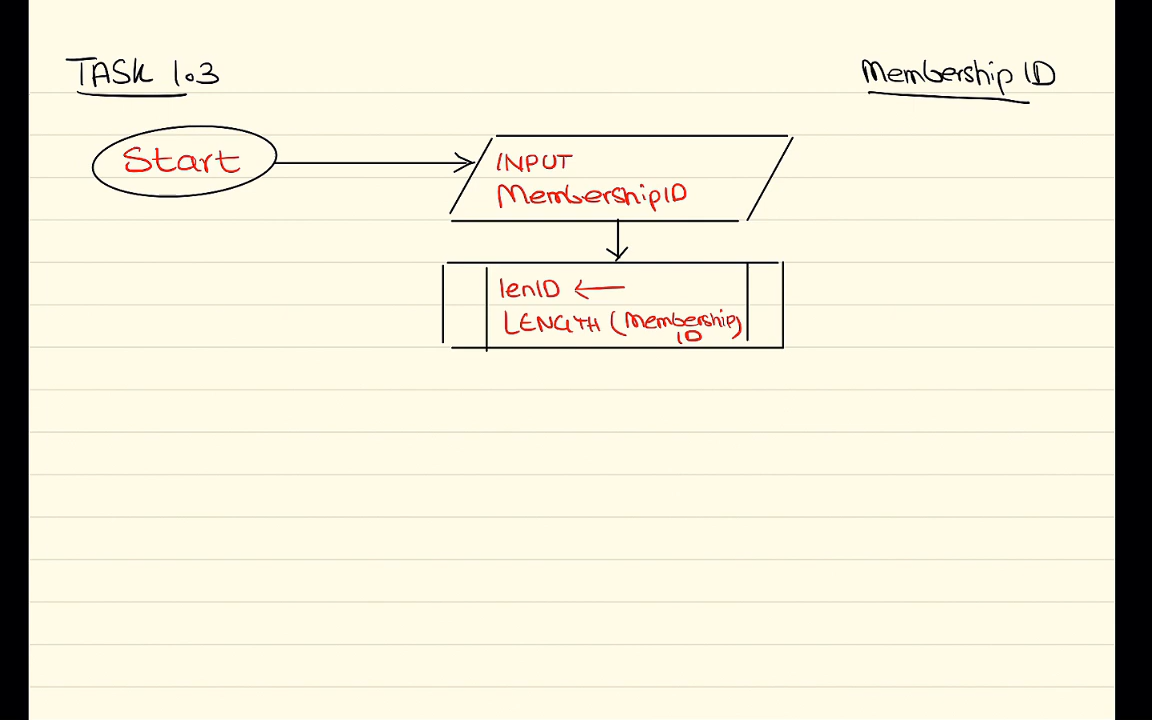 TASK 1.3
Membership ID
Start
INPUT
MembershipID
lenID ←
LENGTH (Membership)
ID